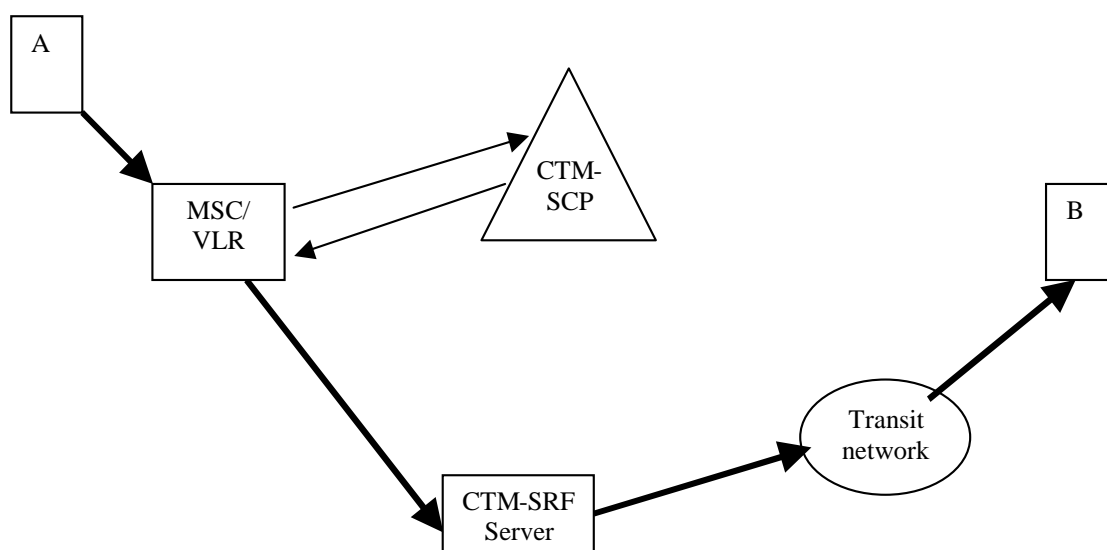 A
CTM-
SCP
MSC/
VLR
B
Transit
network
CTM-SRF
Server